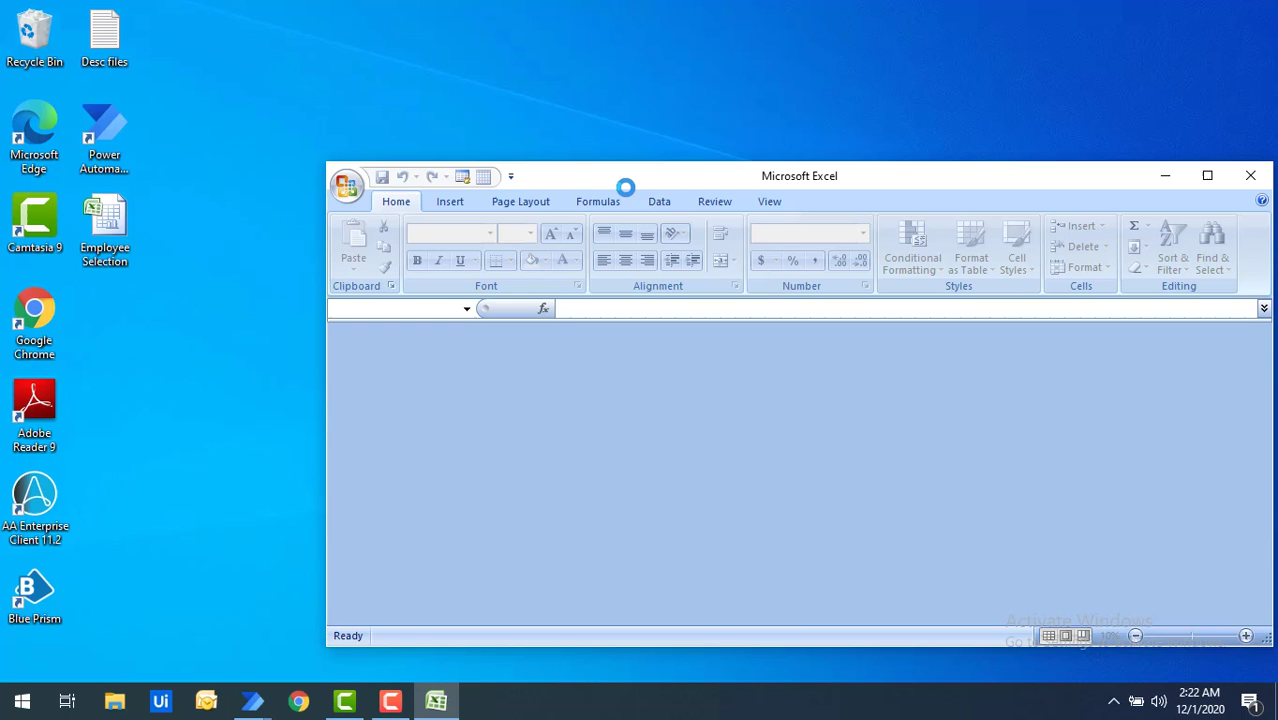 Recycle Bin
Desc files
Microsoft
Edge
Power
Automa...
Camtasia 9
Employee
Selection
Google
Chrome
Adobe
Reader 9
AA Enterprise
Client 11.2
Blue Prism
Microsoft Excel
Home Insert Page Layout Formulas Data Review View
Paste
Clipboard
B I U
A A
A
Font
Alignment
$ % ,
Number
Conditional
Formatting
Format
as Table
Cell
Styles
Styles
Insert
Delete
Format
Cells
Σ
Sort &
Filter
Find &
Select
Editing
fx
Activate Windows
Ready
Ui
2:22 AM
12/1/2020
1